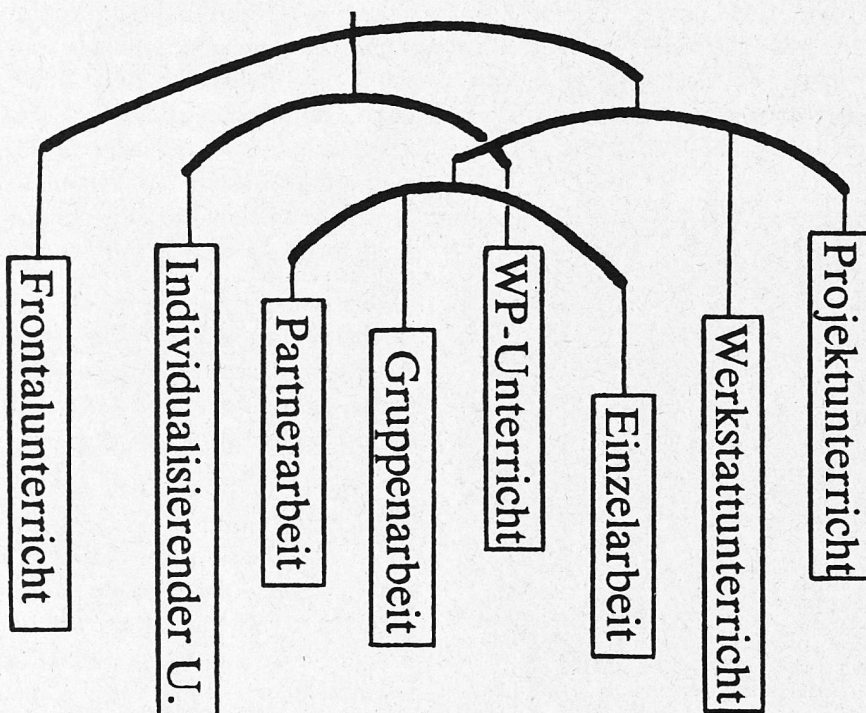 Frontalunterricht
Individualisierender U.
Partnerarbeit
Gruppenarbeit
WP-Unterricht
Einzelarbeit
Werkstattunterricht
Projektunterricht